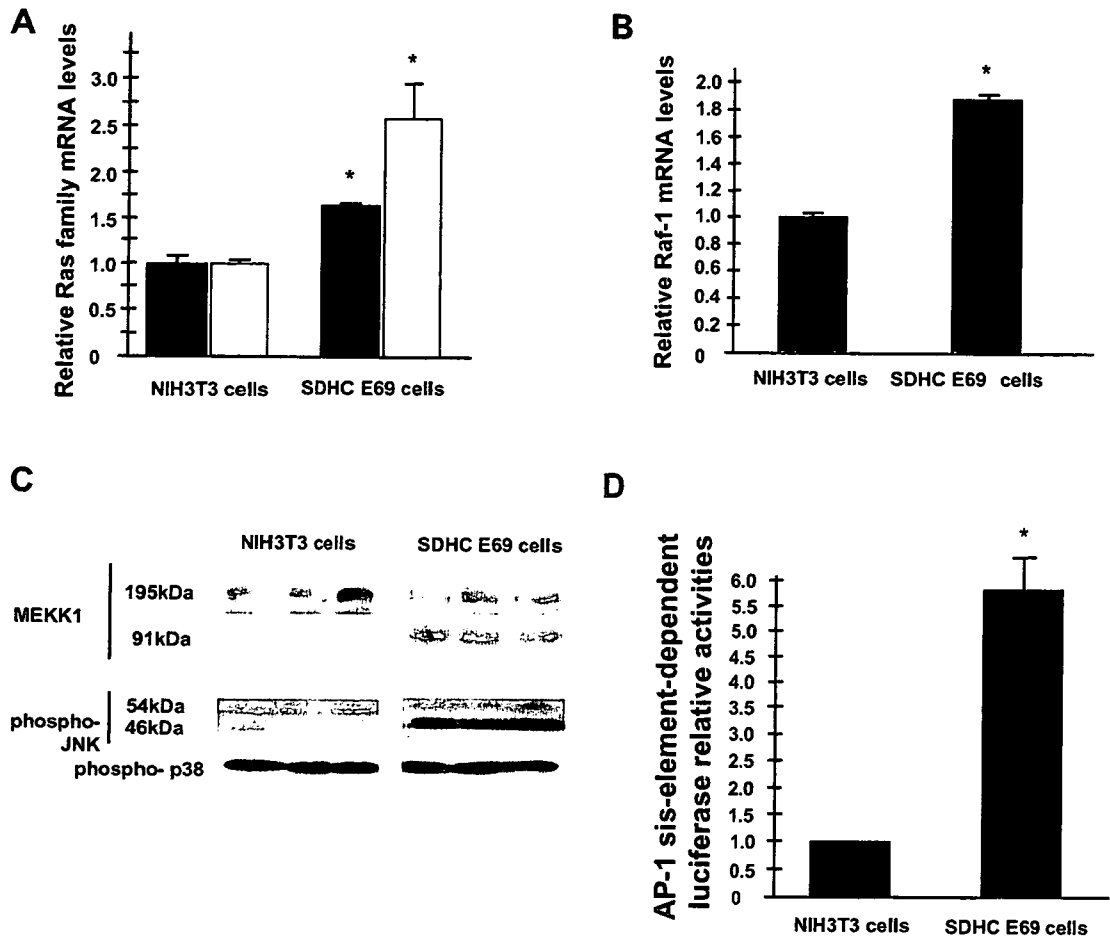 A
Relative Ras family mRNA levels
3.0
2.5
2.0
1.5
1.0
0.5
0
*
*
NIH3T3 cells
SDHC E69 cells
B
Relative Raf-1 mRNA levels
2.0
1.8
1.6
1.4
1.2
1.0
0.8
0.6
0.4
0.2
0
*
NIH3T3 cells
SDHC E69 cells
C
NIH3T3 cells
SDHC E69 cells
MEKK1
195kDa
91kDa
phospho-
JNK
54kDa
46kDa
phospho- p38
D
AP-1 sis-element-dependent
luciferase relative activities
6.0
5.5
5.0
4.5
4.0
3.5
3.0
2.5
2.0
1.5
1.0
0.5
0
*
NIH3T3 cells
SDHC E69 cells